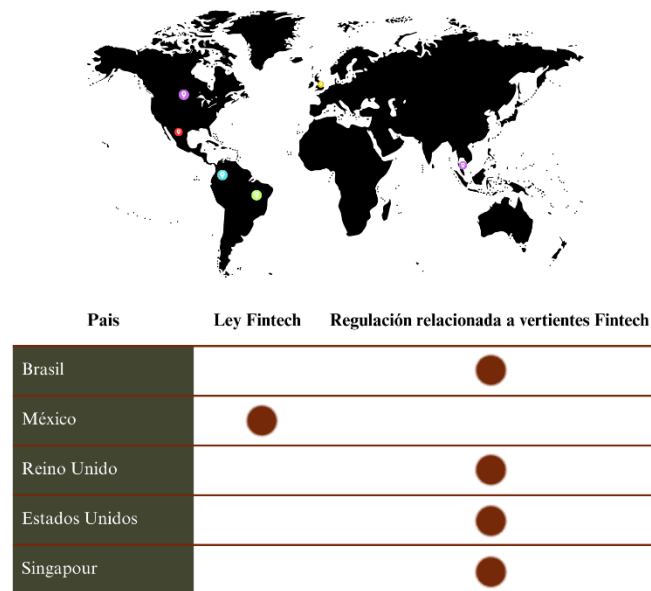 Pais Ley Fintech Regulación relacionada a vertientes Fintech
Brasil
México
Reino Unido
Estados Unidos
Singapour